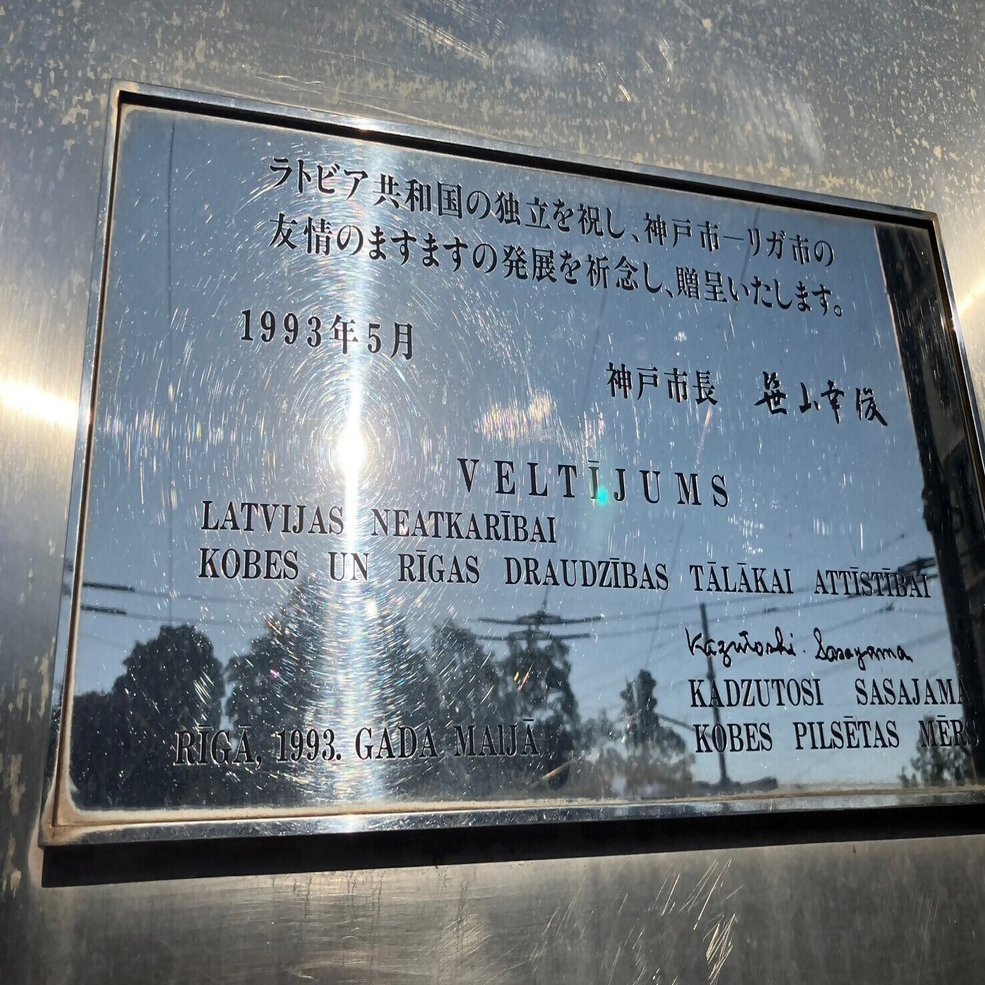 ラトビア共和国の独立を祝し、神戸市ーリガ市の
友情のますますの発展を祈念し、贈呈いたします。
1993年5月
神戸市長 笹山幸俊
VELTĪJUMS
LATVIJAS NEATKARĪBAI
KOBES UN RĪGAS DRAUDZĪBAS TĀLĀKAI ATTĪSTĪBAI
Kazutoshi. Sasayama
KADZUTOSI SASAJAMA
RĪGĀ, 1993. GADA MAIJĀ
KOBES PILSĒTAS